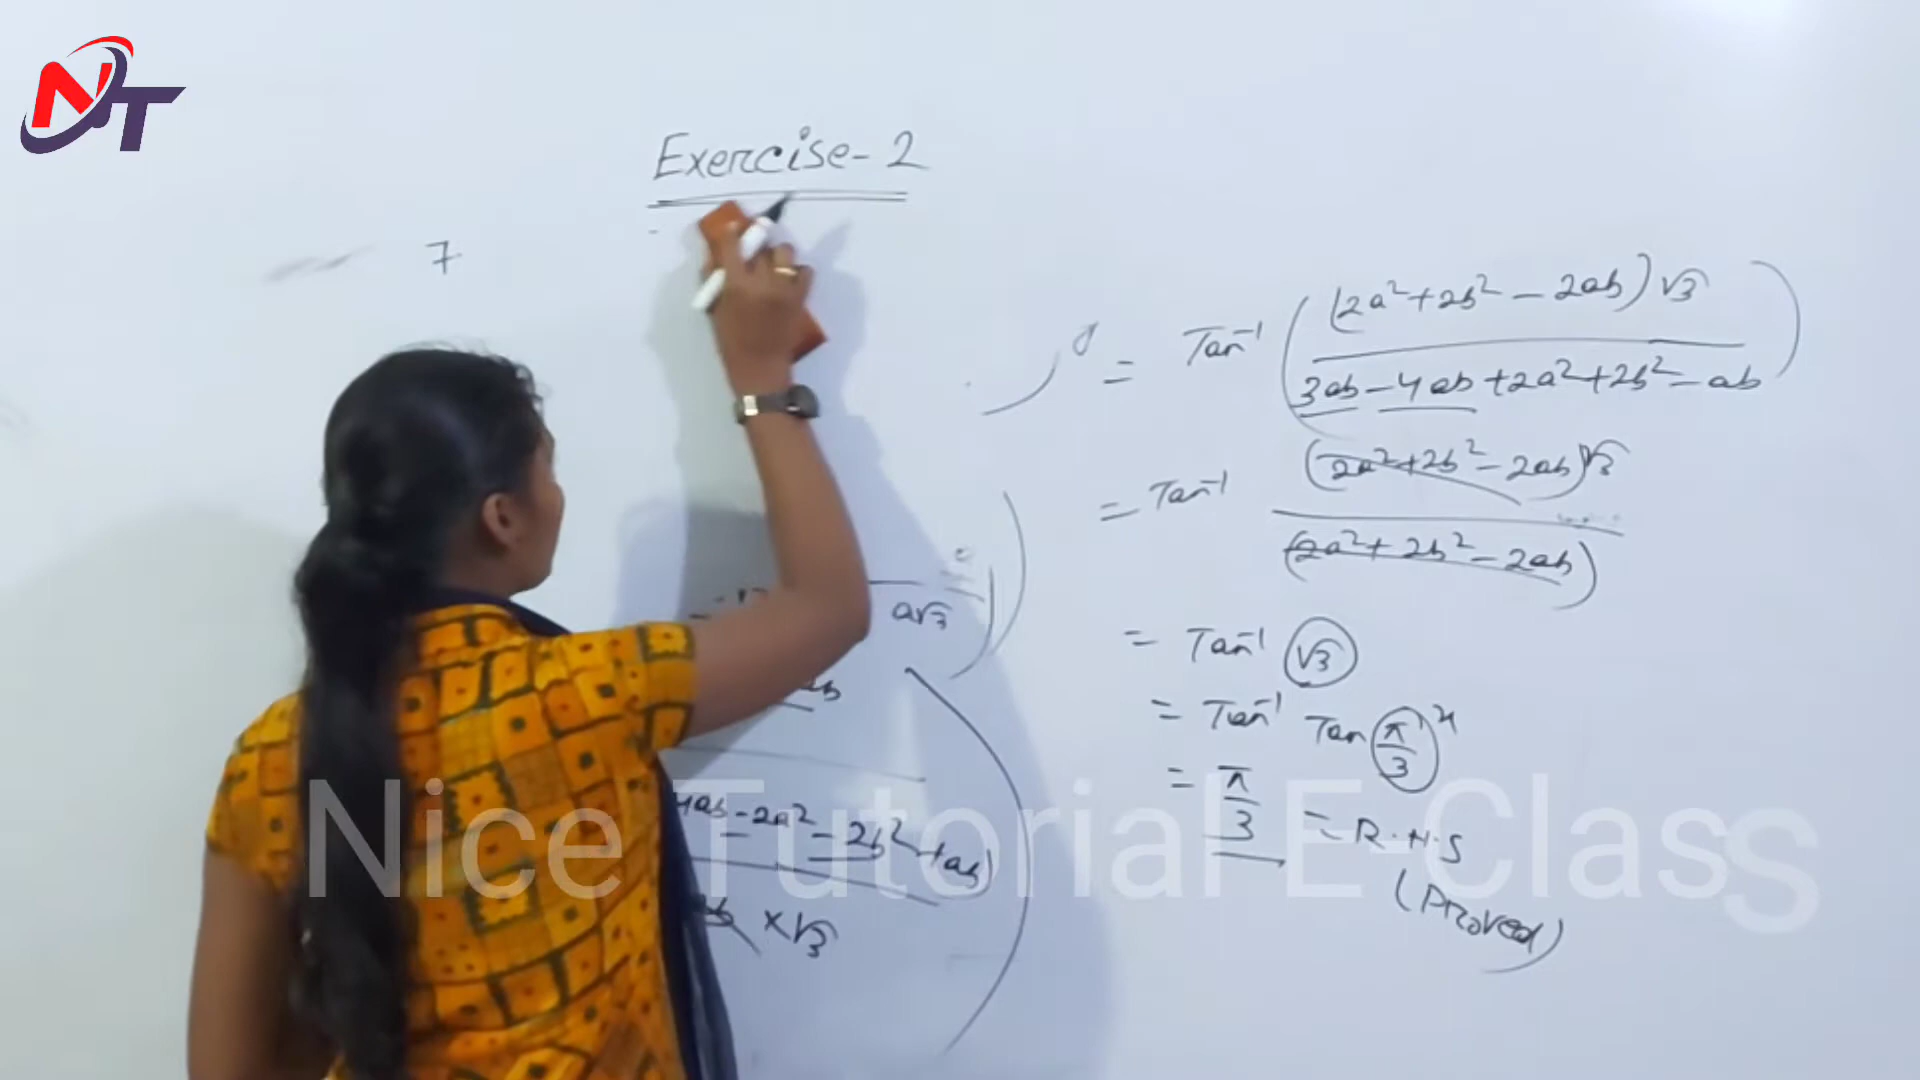 NT
Exercise-2
7
= Tan⁻¹ ( (2a²+2b²-2ab)√3 / 3ab-4ab+2a²+2b²-ab )
= Tan⁻¹ (2a²+2b²-2ab)√3 / (2a²+2b²-2ab)
= Tan⁻¹ √3
= Tan⁻¹ Tan π/3
= π/3 = R.H.S
(Proved)
a√3
4ab-2a²-2b²+ab)
×√3
Nice Tutorial E-Class